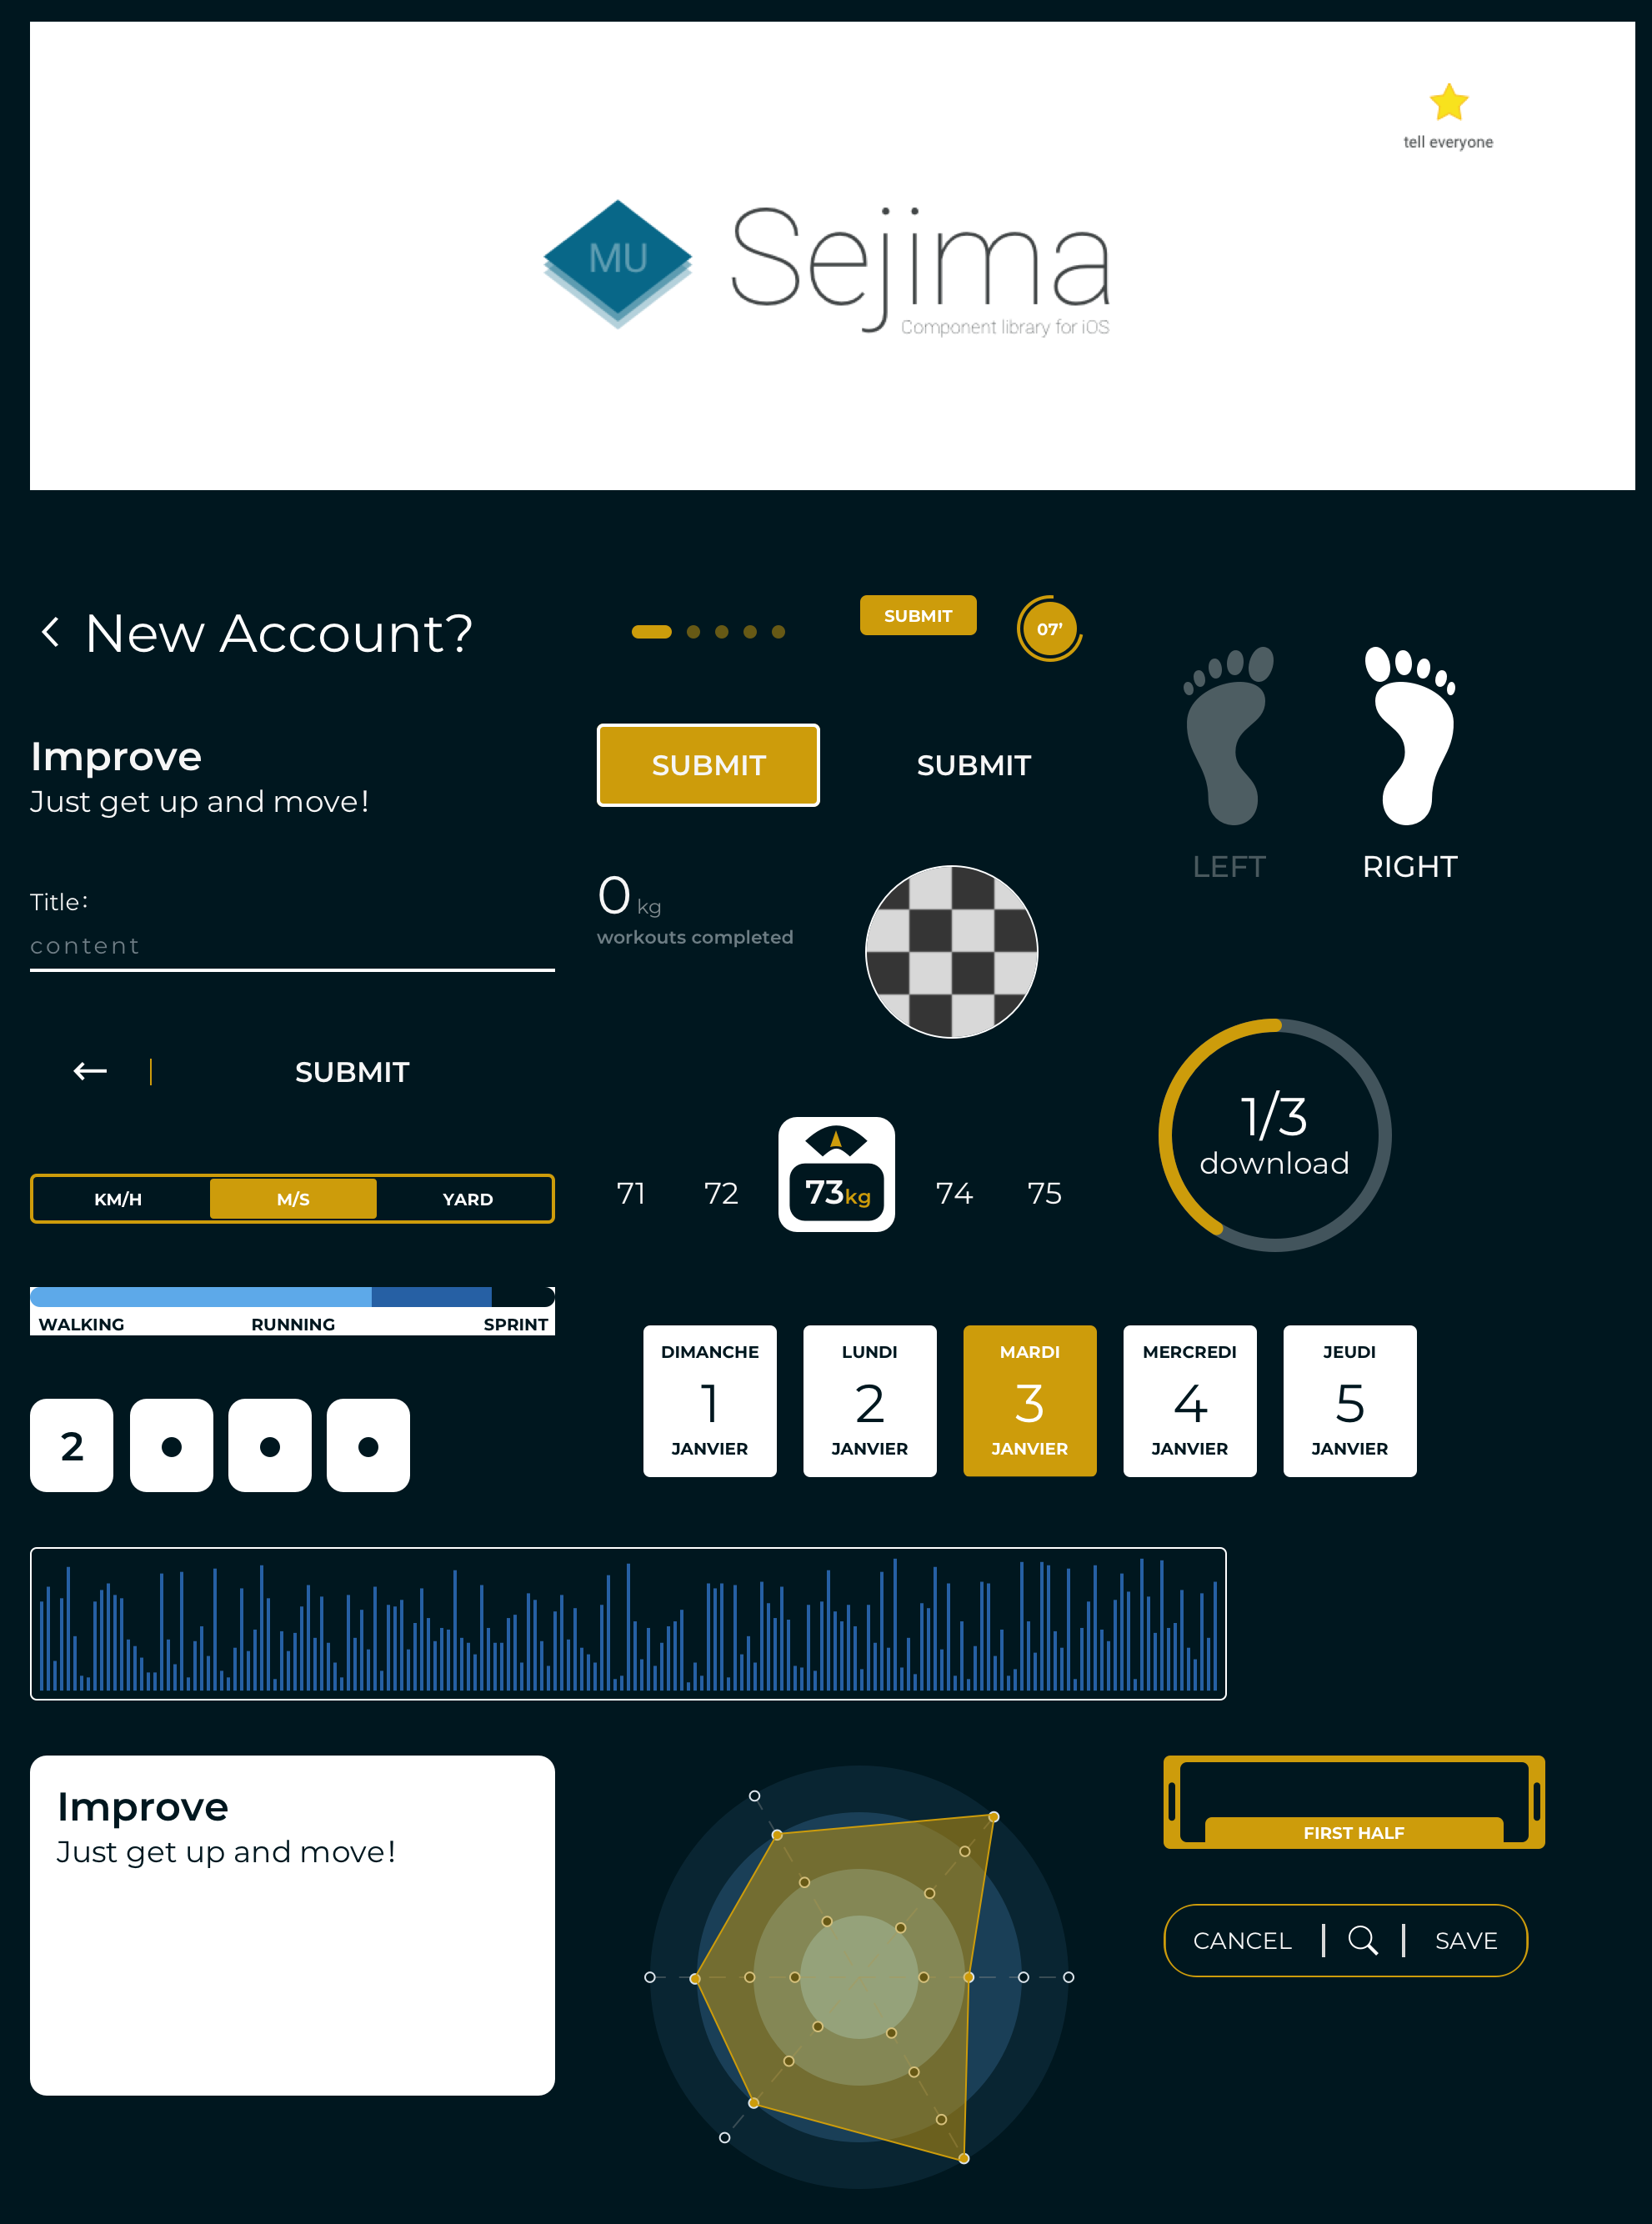 tell everyone
MU
Sejima
Component library for iOS
New Account?
SUBMIT
07’
Improve
Just get up and move!
SUBMIT
SUBMIT
LEFT
RIGHT
Title:
content
0 kg
workouts completed
SUBMIT
1/3
download
71
72
73kg
74
75
KM/H
M/S
YARD
WALKING
RUNNING
SPRINT
DIMANCHE
1
JANVIER
LUNDI
2
JANVIER
MARDI
3
JANVIER
MERCREDI
4
JANVIER
JEUDI
5
JANVIER
2
Improve
Just get up and move!
FIRST HALF
CANCEL
SAVE